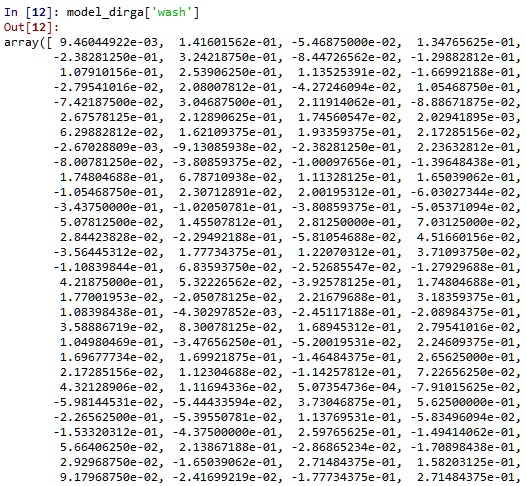 In [12]: model_dirga['wash']
Out[12]:
array([ 9.46044922e-03,  1.41601562e-01, -5.46875000e-02,  1.34765625e-01,
       -2.38281250e-01,  3.24218750e-01, -8.44726562e-02, -1.29882812e-01,
        1.07910156e-01,  2.53906250e-01,  1.13525391e-02, -1.66992188e-01,
       -2.79541016e-02,  2.08007812e-01, -4.27246094e-02,  1.05468750e-01,
       -7.42187500e-02,  3.04687500e-01,  2.11914062e-01, -8.88671875e-02,
        2.67578125e-01,  2.12890625e-01,  1.74560547e-02,  2.02941895e-03,
        6.29882812e-02,  1.62109375e-01,  1.93359375e-01,  2.17285156e-02,
       -2.67028809e-03, -9.13085938e-02, -2.38281250e-01,  2.23632812e-01,
       -8.00781250e-02, -3.80859375e-02, -1.00097656e-01, -1.39648438e-01,
        1.74804688e-01,  6.78710938e-02,  1.11328125e-01,  1.65039062e-01,
       -1.05468750e-01,  2.30712891e-02,  2.00195312e-01, -6.03027344e-02,
       -3.43750000e-01, -1.02050781e-01, -3.80859375e-01, -5.05371094e-02,
        5.07812500e-02,  1.45507812e-01,  2.81250000e-01,  7.03125000e-02,
        2.84423828e-02, -2.29492188e-01, -5.81054688e-02,  4.51660156e-02,
       -3.56445312e-02,  1.77734375e-01,  1.22070312e-01,  3.71093750e-02,
       -1.10839844e-01,  6.83593750e-02, -2.52685547e-02, -1.27929688e-01,
        4.21875000e-01,  5.32226562e-02, -3.92578125e-01,  1.74804688e-01,
        1.77001953e-02, -2.05078125e-02,  2.21679688e-01,  3.18359375e-01,
        1.08398438e-01, -4.30297852e-03, -2.45117188e-01, -2.08984375e-01,
        3.58886719e-02,  8.30078125e-02,  1.68945312e-01,  2.79541016e-02,
        1.04980469e-01, -3.47656250e-01, -5.20019531e-02,  2.24609375e-01,
        1.69677734e-02,  1.69921875e-01, -1.46484375e-01,  2.65625000e-01,
        2.17285156e-02,  1.12304688e-02, -1.14257812e-01,  7.22656250e-02,
        4.32128906e-02,  1.11694336e-02,  5.07354736e-04, -7.91015625e-02,
       -5.98144531e-02, -5.44433594e-02,  3.73046875e-01,  5.62500000e-01,
       -2.26562500e-01, -5.39550781e-02,  1.13769531e-01, -5.83496094e-02,
       -1.53320312e-01, -4.37500000e-01,  2.59765625e-01, -1.49414062e-01,
        5.66406250e-02,  2.13867188e-01, -2.86865234e-02, -1.70898438e-01,
        2.92968750e-01, -1.65039062e-01,  2.71484375e-01,  1.58203125e-01,
        9.17968750e-02, -2.41699219e-02, -1.77734375e-01,  2.71484375e-01,